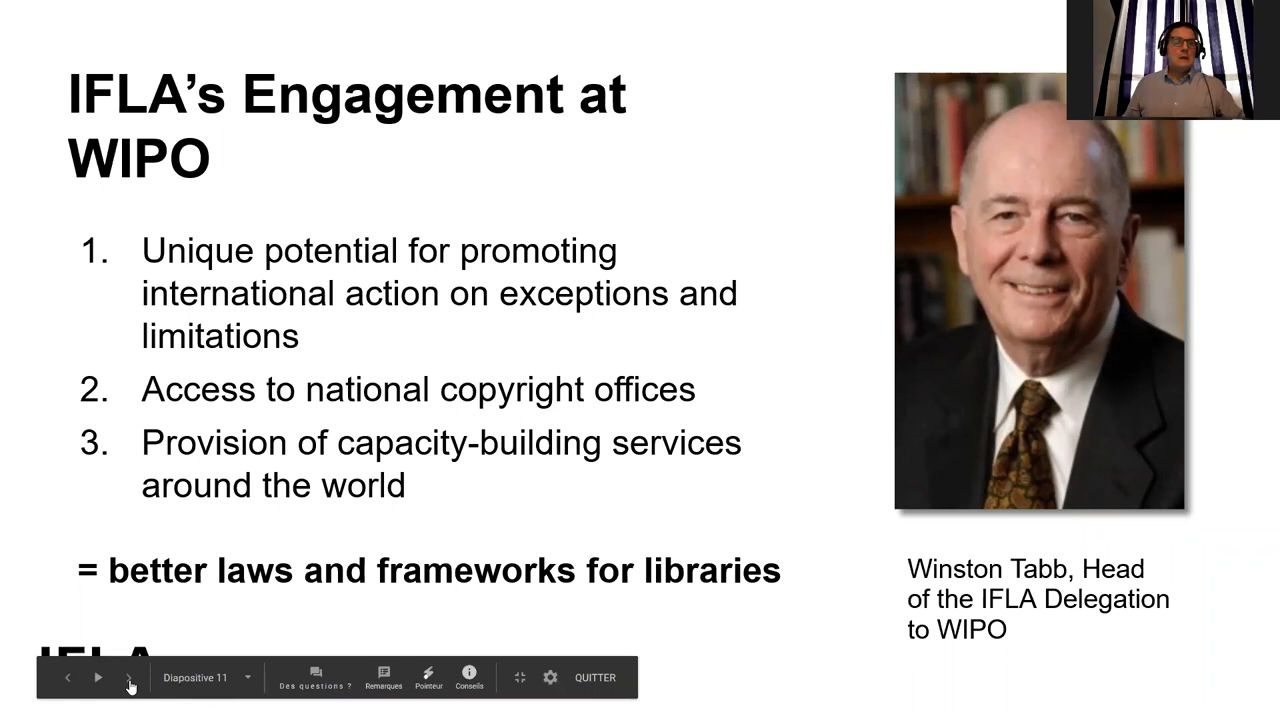 IFLA’s Engagement at
WIPO
1. Unique potential for promoting
international action on exceptions and
limitations
2. Access to national copyright offices
3. Provision of capacity-building services
around the world
= better laws and frameworks for libraries
Winston Tabb, Head
of the IFLA Delegation
to WIPO
IFLA
Diapositive 11
Des questions ?
Remarques
Pointeur
Conseils
QUITTER